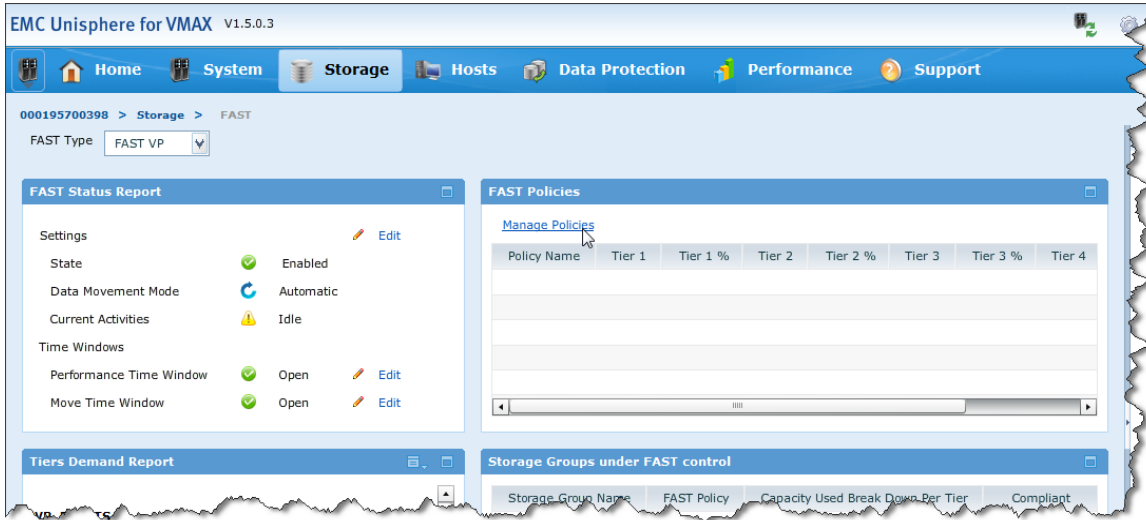 EMC Unisphere for VMAX V1.5.0.3
Home System Storage Hosts Data Protection Performance Support
000195700398 > Storage > FAST
FAST Type FAST VP
FAST Status Report
Settings Edit
State Enabled
Data Movement Mode Automatic
Current Activities Idle
Time Windows
Performance Time Window Open Edit
Move Time Window Open Edit
FAST Policies
Manage Policies
Policy Name Tier 1 Tier 1 % Tier 2 Tier 2 % Tier 3 Tier 3 % Tier 4
Tiers Demand Report
Storage Groups under FAST control
Storage Group Name FAST Policy Capacity Used Break Down Per Tier Compliant